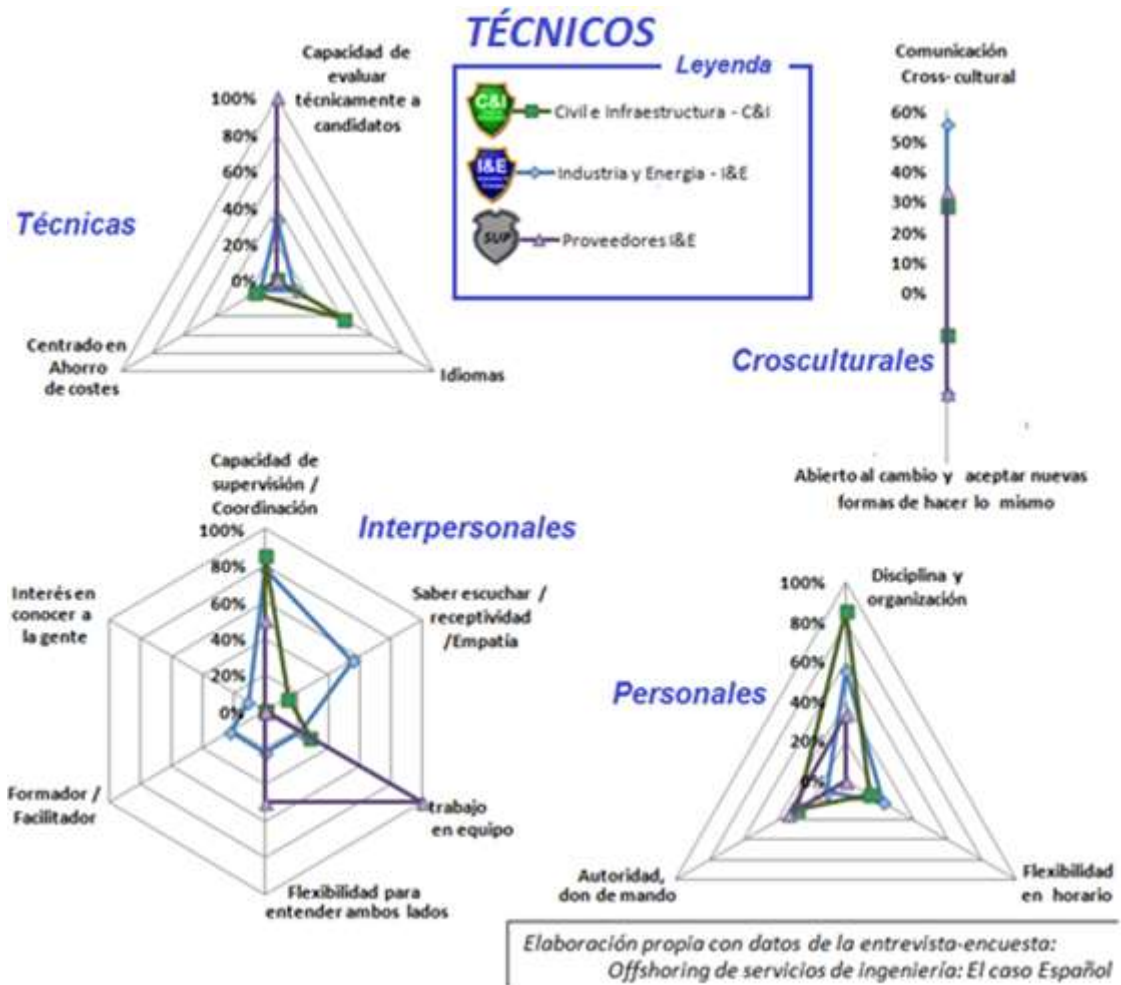 TÉCNICOS
Leyenda
C&I
Civil e Infraestructura - C&I
I&E
Industria y Energia - I&E
SUP
Proveedores I&E
Técnicas
Capacidad de
evaluar
técnicamente a
candidatos
100%
80%
60%
40%
20%
0%
Centrado en
Ahorro
de costes
Idiomas
Comunicación
Cross- cultural
60%
50%
40%
30%
20%
10%
0%
Crosculturales
Abierto al cambio y aceptar nuevas
formas de hacer lo mismo
Capacidad de
supervisión /
Coordinación
Interpersonales
100%
80%
60%
40%
20%
0%
Interés en
conocer a
la gente
Saber escuchar /
receptividad
/Empatía
Formador /
Facilitador
trabajo
en equipo
Flexibilidad para
entender ambos lados
Disciplina y
organización
Personales
100%
80%
60%
40%
20%
0%
Autoridad,
don de mando
Flexibilidad
en horario
Elaboración propia con datos de la entrevista-encuesta:
Offshoring de servicios de ingeniería: El caso Español